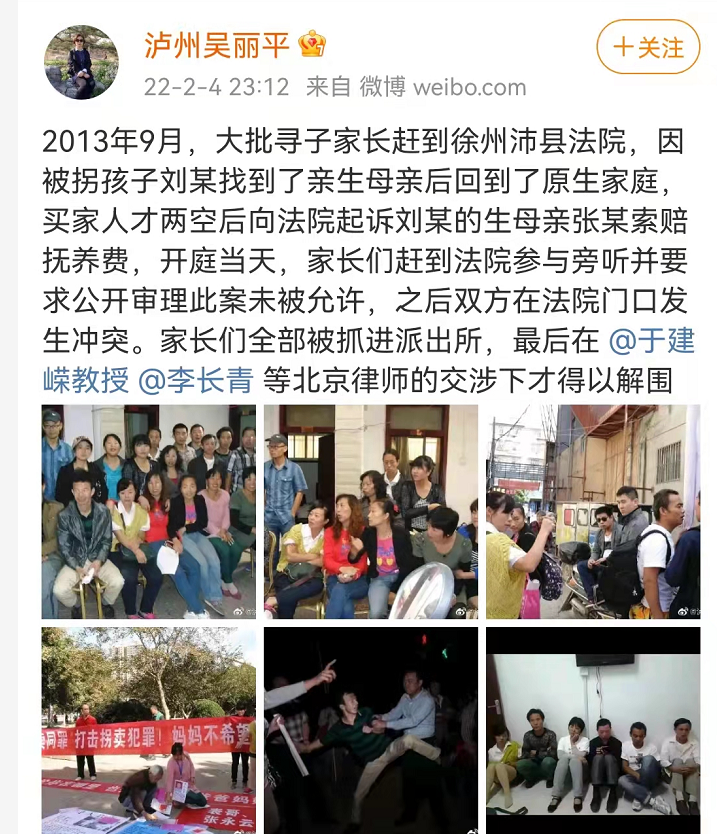 泸州吴丽平
+关注
22-2-4 23:12 来自 微博 weibo.com
2013年9月，大批寻子家长赶到徐州沛县法院，因
被拐孩子刘某找到了亲生母亲后回到了原生家庭，
买家人才两空后向法院起诉刘某的生母亲张某索赔
抚养费，开庭当天，家长们赶到法院参与旁听并要
求公开审理此案未被允许，之后双方在法院门口发
生冲突。家长们全部被抓进派出所，最后在 @于建
嵘教授 @李长青 等北京律师的交涉下才得以解围
同罪 打击拐卖犯罪！妈妈不希望
爸妈
表哥、
张永云